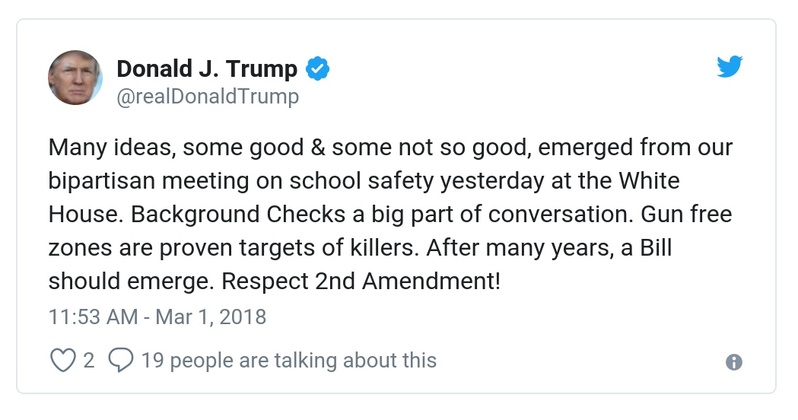 Donald J. Trump
@realDonaldTrump
Many ideas, some good & some not so good, emerged from our
bipartisan meeting on school safety yesterday at the White
House. Background Checks a big part of conversation. Gun free
zones are proven targets of killers. After many years, a Bill
should emerge. Respect 2nd Amendment!
11:53 AM - Mar 1, 2018
2 19 people are talking about this